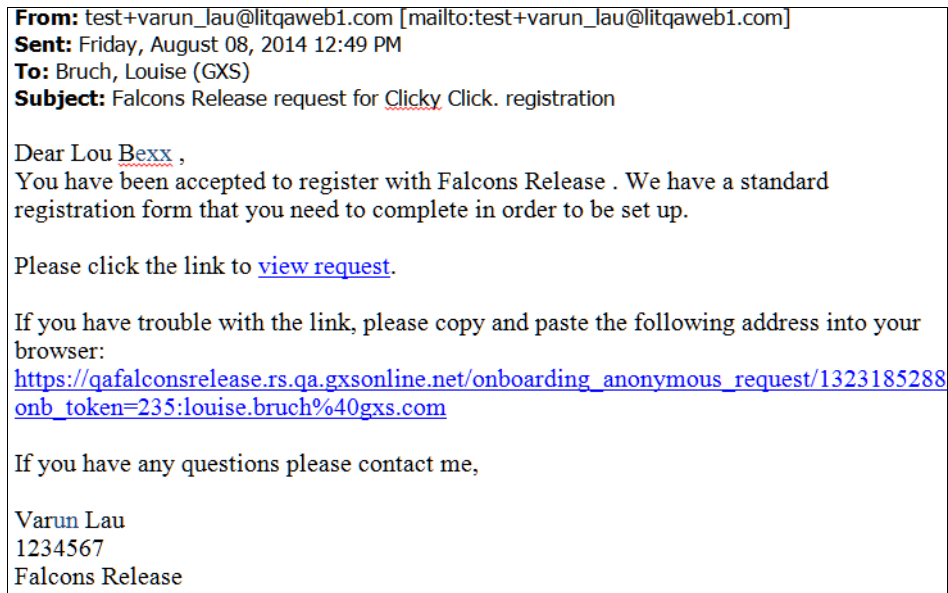 From: test+varun_lau@litqaweb1.com [mailto:test+varun_lau@litqaweb1.com]
Sent: Friday, August 08, 2014 12:49 PM
To: Bruch, Louise (GXS)
Subject: Falcons Release request for Clicky Click. registration
Dear Lou Bexx ,
You have been accepted to register with Falcons Release . We have a standard
registration form that you need to complete in order to be set up.
Please click the link to view request.
If you have trouble with the link, please copy and paste the following address into your
browser:
https://qafalconsrelease.rs.qa.gxsonline.net/onboarding_anonymous_request/1323185288
onb_token=235:louise.bruch%40gxs.com
If you have any questions please contact me,
Varun Lau
1234567
Falcons Release